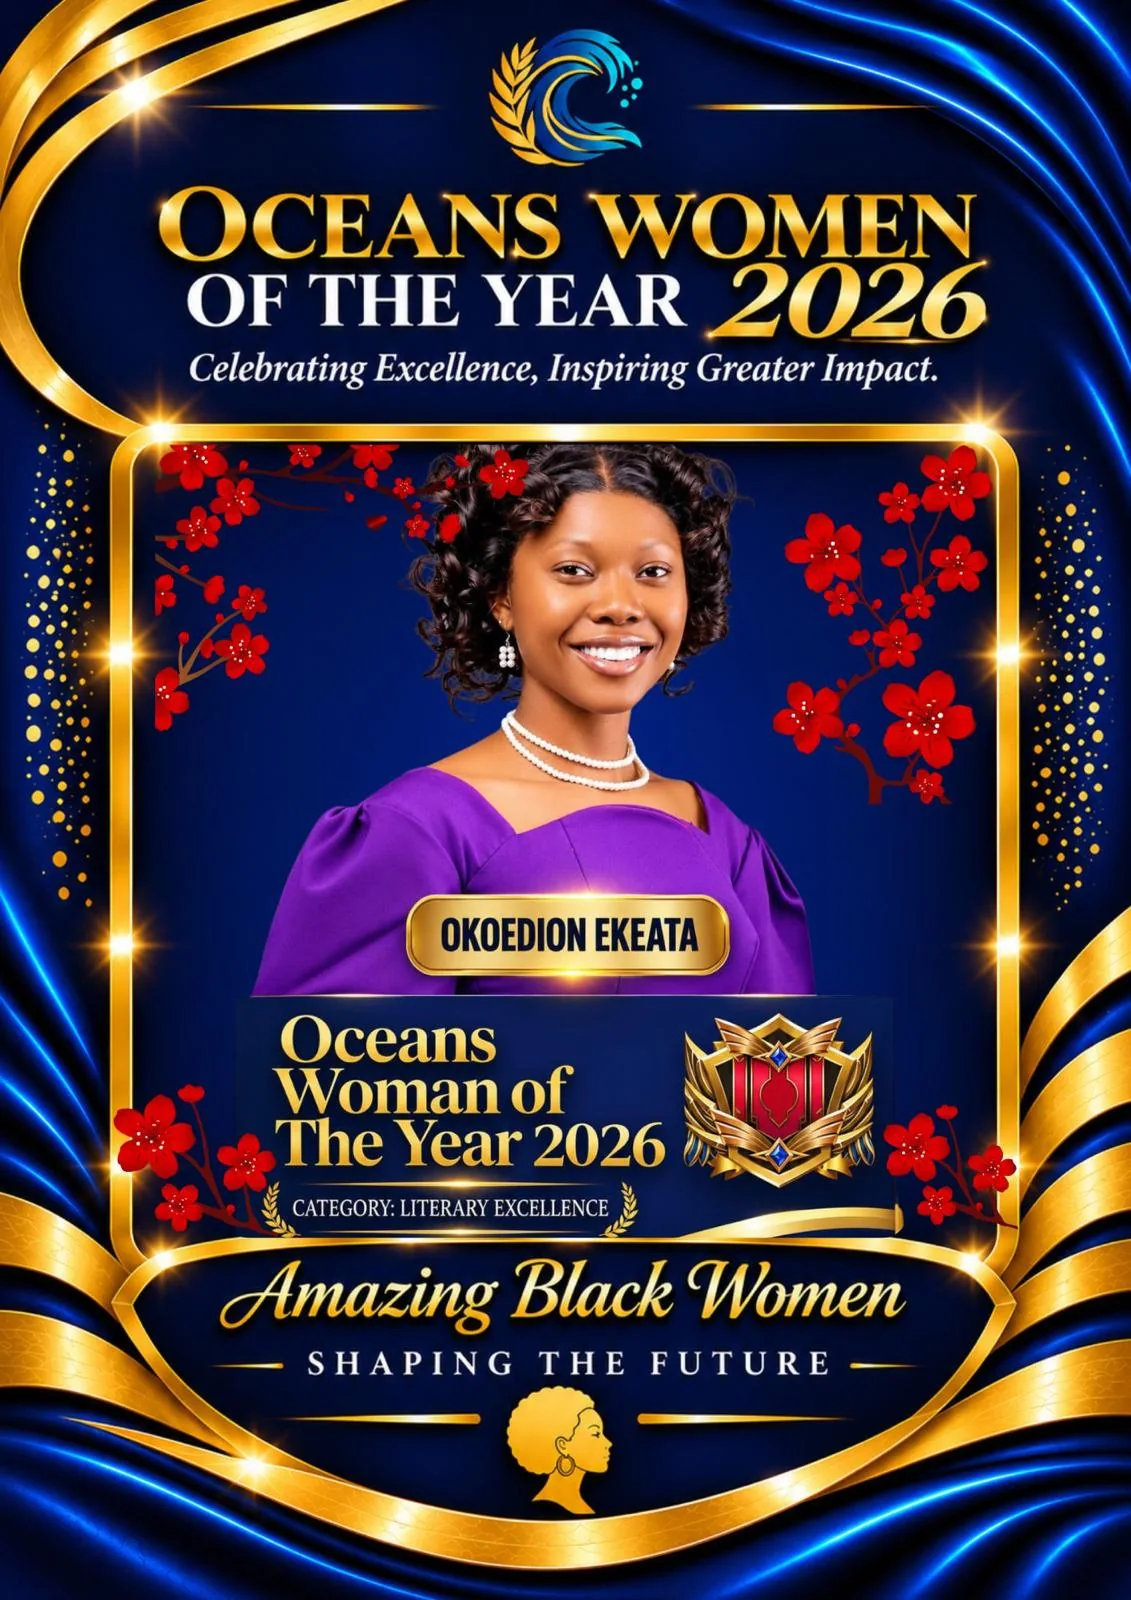 OCEANS WOMEN
OF THE YEAR 2026
Celebrating Excellence, Inspiring Greater Impact.
OKOEDION EKEATA
Oceans
Woman of
The Year 2026
CATEGORY: LITERARY EXCELLENCE
Amazing Black Women
SHAPING THE FUTURE